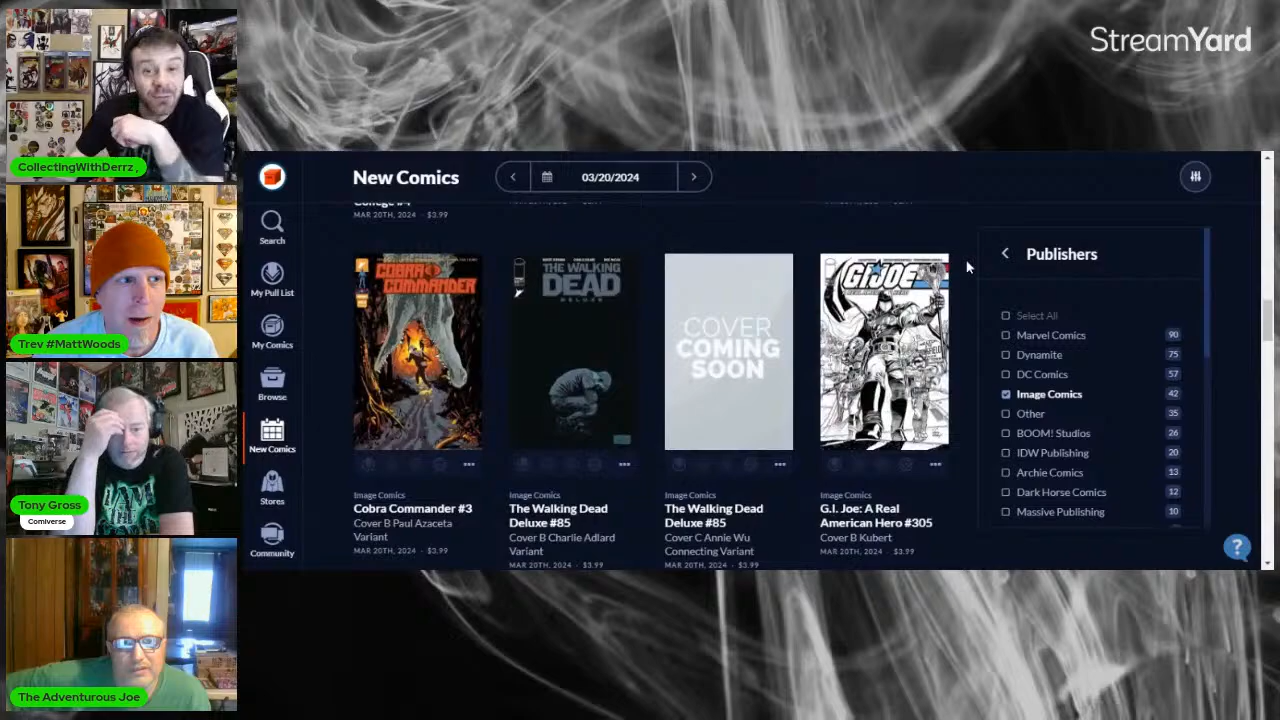 StreamYard
CollectingWithDerrz ,
Trev #MattWoods
Tony Gross
Comiverse
The Adventurous Joe
New Comics
03/20/2024
College #4
MAR 20TH, 2024 · $3.99
Search
My Pull List
My Comics
Browse
New Comics
Stores
Community
COBRA COMMANDER
THE WALKING
DEAD
DELUXE
COVER
COMING
SOON
G.I. JOE
A REAL AMERICAN HERO
Image Comics
Cobra Commander #3
Cover B Paul Azaceta
Variant
MAR 20TH, 2024 · $3.99
Image Comics
The Walking Dead
Deluxe #85
Cover B Charlie Adlard
Variant
MAR 20TH, 2024 · $3.99
Image Comics
The Walking Dead
Deluxe #85
Cover C Annie Wu
Connecting Variant
MAR 20TH, 2024 · $3.99
Image Comics
G.I. Joe: A Real
American Hero #305
Cover B Kubert
MAR 20TH, 2024 · $3.99
Publishers
Select All
Marvel Comics 90
Dynamite 75
DC Comics 57
Image Comics 42
Other 35
BOOM! Studios 26
IDW Publishing 20
Archie Comics 13
Dark Horse Comics 12
Massive Publishing 10
?